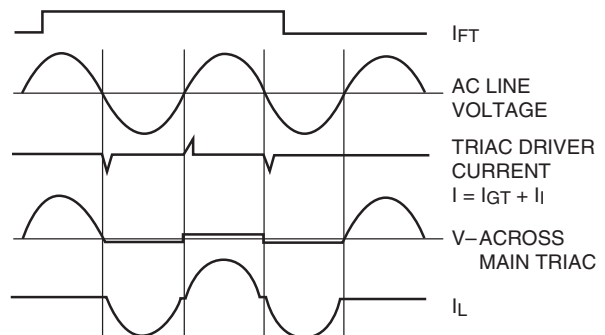 IFT
AC LINE
VOLTAGE
TRIAC DRIVER
CURRENT
I = IGT + II
V–ACROSS
MAIN TRIAC
IL